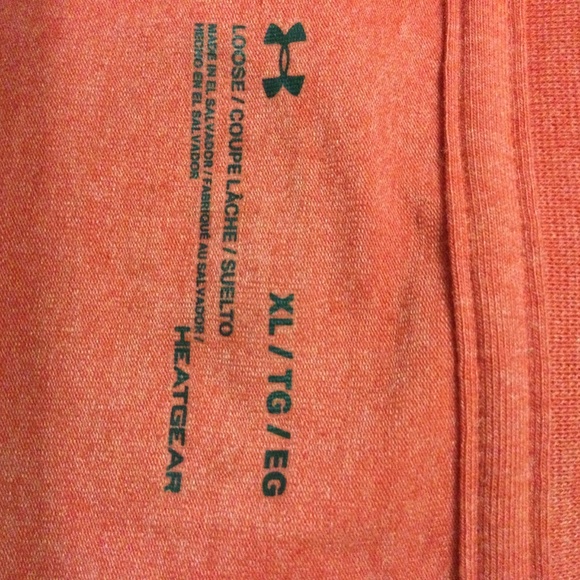 XL / TG / EG
LOOSE / COUPE LÂCHE / SUELTO
MADE IN EL SALVADOR / FABRIQUÉ AU SALVADOR /
HECHO EN EL SALVADOR
HEATGEAR